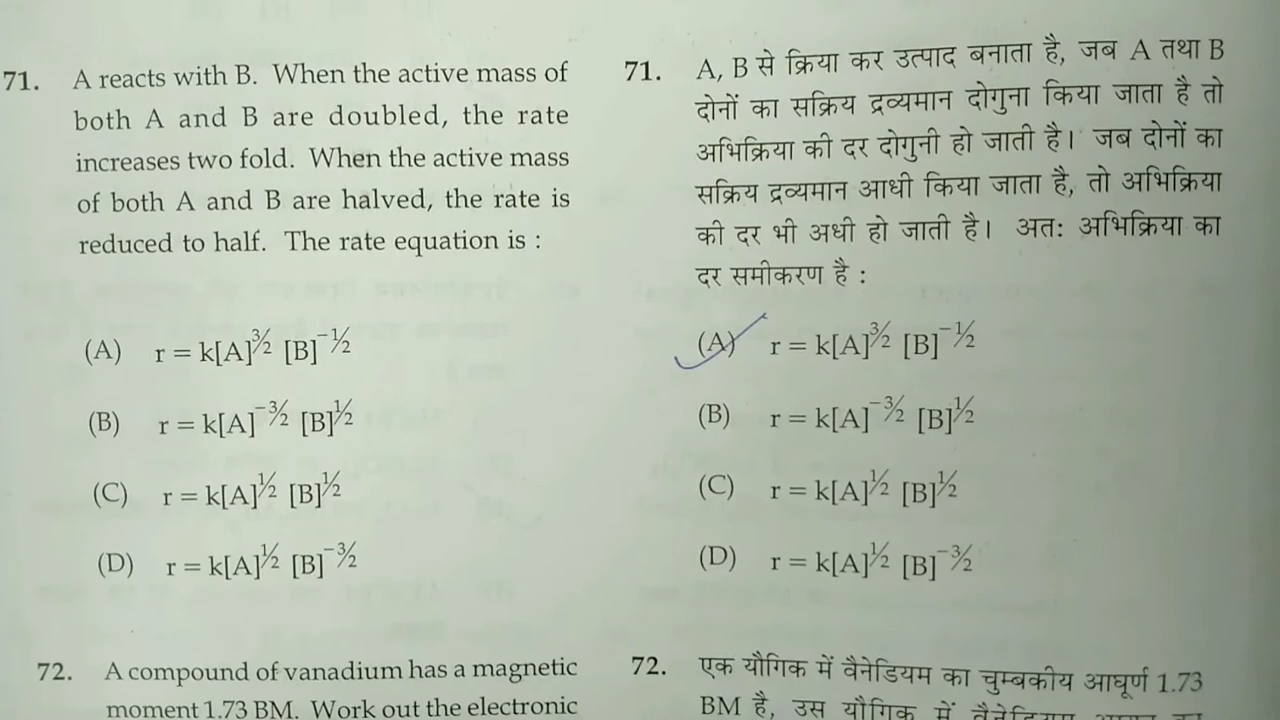 71. A reacts with B. When the active mass of
both A and B are doubled, the rate
increases two fold. When the active mass
of both A and B are halved, the rate is
reduced to half. The rate equation is :
(A) r = k[A]^3/2 [B]^-1/2
(B) r = k[A]^-3/2 [B]^1/2
(C) r = k[A]^1/2 [B]^1/2
(D) r = k[A]^1/2 [B]^-3/2
72. A compound of vanadium has a magnetic
moment 1.73 BM. Work out the electronic
71. A, B से क्रिया कर उत्पाद बनाता है, जब A तथा B
दोनों का सक्रिय द्रव्यमान दोगुना किया जाता है तो
अभिक्रिया की दर दोगुनी हो जाती है। जब दोनों का
सक्रिय द्रव्यमान आधी किया जाता है, तो अभिक्रिया
की दर भी अधी हो जाती है। अतः अभिक्रिया का
दर समीकरण है :
(A) r = k[A]^3/2 [B]^-1/2
(B) r = k[A]^-3/2 [B]^1/2
(C) r = k[A]^1/2 [B]^1/2
(D) r = k[A]^1/2 [B]^-3/2
72. एक यौगिक में वैनेडियम का चुम्बकीय आघूर्ण 1.73
BM है, उस यौगिक में वैनेडियम